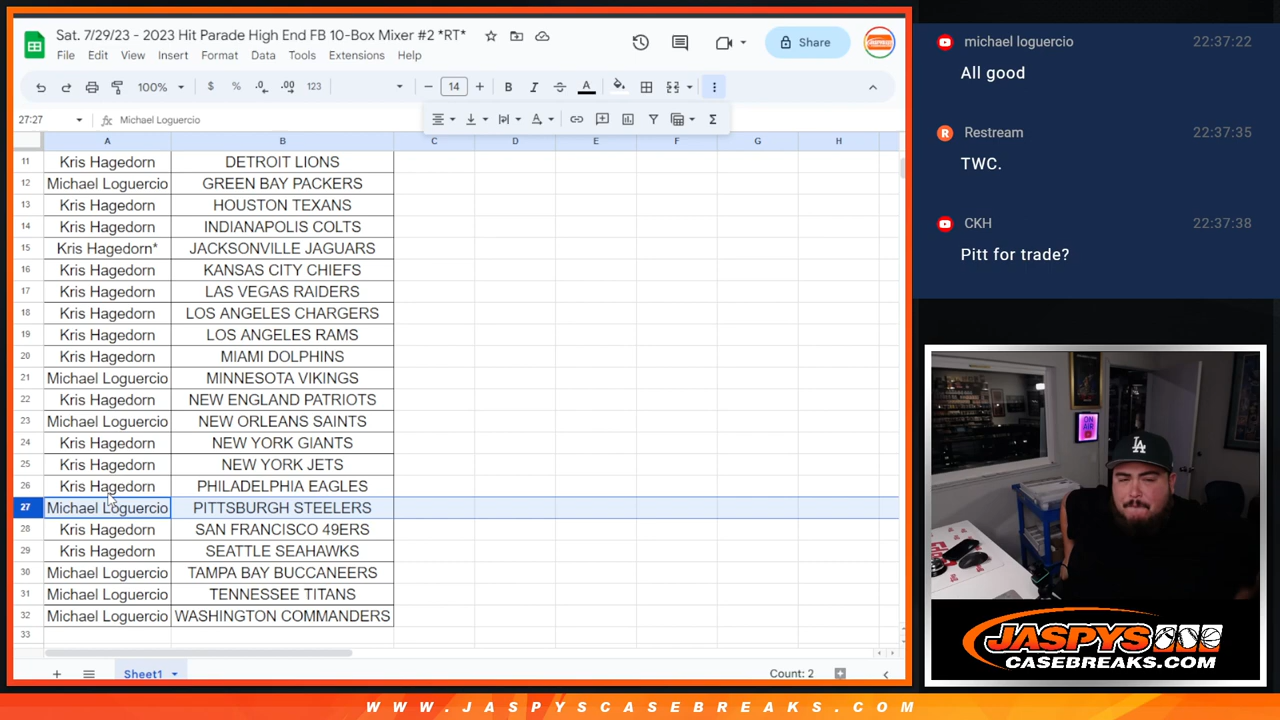 Sat. 7/29/23 - 2023 Hit Parade High End FB 10-Box Mixer #2 *RT*
File Edit View Insert Format Data Tools Extensions Help
Share
100% $ % .0 .00 123 14 B I S A
27:27 fx Michael Loguercio
A B C D E F G H
11 Kris Hagedorn DETROIT LIONS
12 Michael Loguercio GREEN BAY PACKERS
13 Kris Hagedorn HOUSTON TEXANS
14 Kris Hagedorn INDIANAPOLIS COLTS
15 Kris Hagedorn* JACKSONVILLE JAGUARS
16 Kris Hagedorn KANSAS CITY CHIEFS
17 Kris Hagedorn LAS VEGAS RAIDERS
18 Kris Hagedorn LOS ANGELES CHARGERS
19 Kris Hagedorn LOS ANGELES RAMS
20 Kris Hagedorn MIAMI DOLPHINS
21 Michael Loguercio MINNESOTA VIKINGS
22 Kris Hagedorn NEW ENGLAND PATRIOTS
23 Michael Loguercio NEW ORLEANS SAINTS
24 Kris Hagedorn NEW YORK GIANTS
25 Kris Hagedorn NEW YORK JETS
26 Kris Hagedorn PHILADELPHIA EAGLES
27 Michael Loguercio PITTSBURGH STEELERS
28 Kris Hagedorn SAN FRANCISCO 49ERS
29 Kris Hagedorn SEATTLE SEAHAWKS
30 Michael Loguercio TAMPA BAY BUCCANEERS
31 Michael Loguercio TENNESSEE TITANS
32 Michael Loguercio WASHINGTON COMMANDERS
33
Sheet1 Count: 2
michael loguercio 22:37:22
All good
Restream 22:37:35
TWC.
CKH 22:37:38
Pitt for trade?
ON AIR
LA
JASPYS
CASEBREAKS.COM
WWW.JASPYSCASEBREAKS.COM